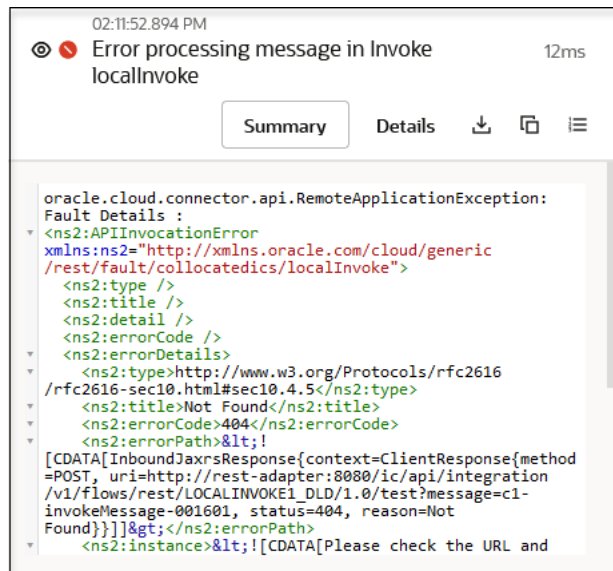 02:11:52.894 PM
Error processing message in Invoke
12ms
localInvoke
Summary
Details
oracle.cloud.connector.api.RemoteApplicationException:
Fault Details :
<ns2:APIInvocationError
xmlns:ns2="http://xmlns.oracle.com/cloud/generic
/rest/fault/collocatedics/localInvoke">
<ns2:type />
<ns2:title />
<ns2:detail />
<ns2:errorCode />
<ns2:errorDetails>
<ns2:type>http://www.w3.org/Protocols/rfc2616
/rfc2616-sec10.html#sec10.4.5</ns2:type>
<ns2:title>Not Found</ns2:title>
<ns2:errorCode>404</ns2:errorCode>
<ns2:errorPath>&lt;!
[CDATA[InboundJaxrsResponse{context=ClientResponse{method
=POST, uri=http://rest-adapter:8080/ic/api/integration
/v1/flows/rest/LOCALINVOKE1_DLD/1.0/test?message=c1-
invokeMessage-001601, status=404, reason=Not
Found}}]]&gt;</ns2:errorPath>
<ns2:instance>&lt;![CDATA[Please check the URL and